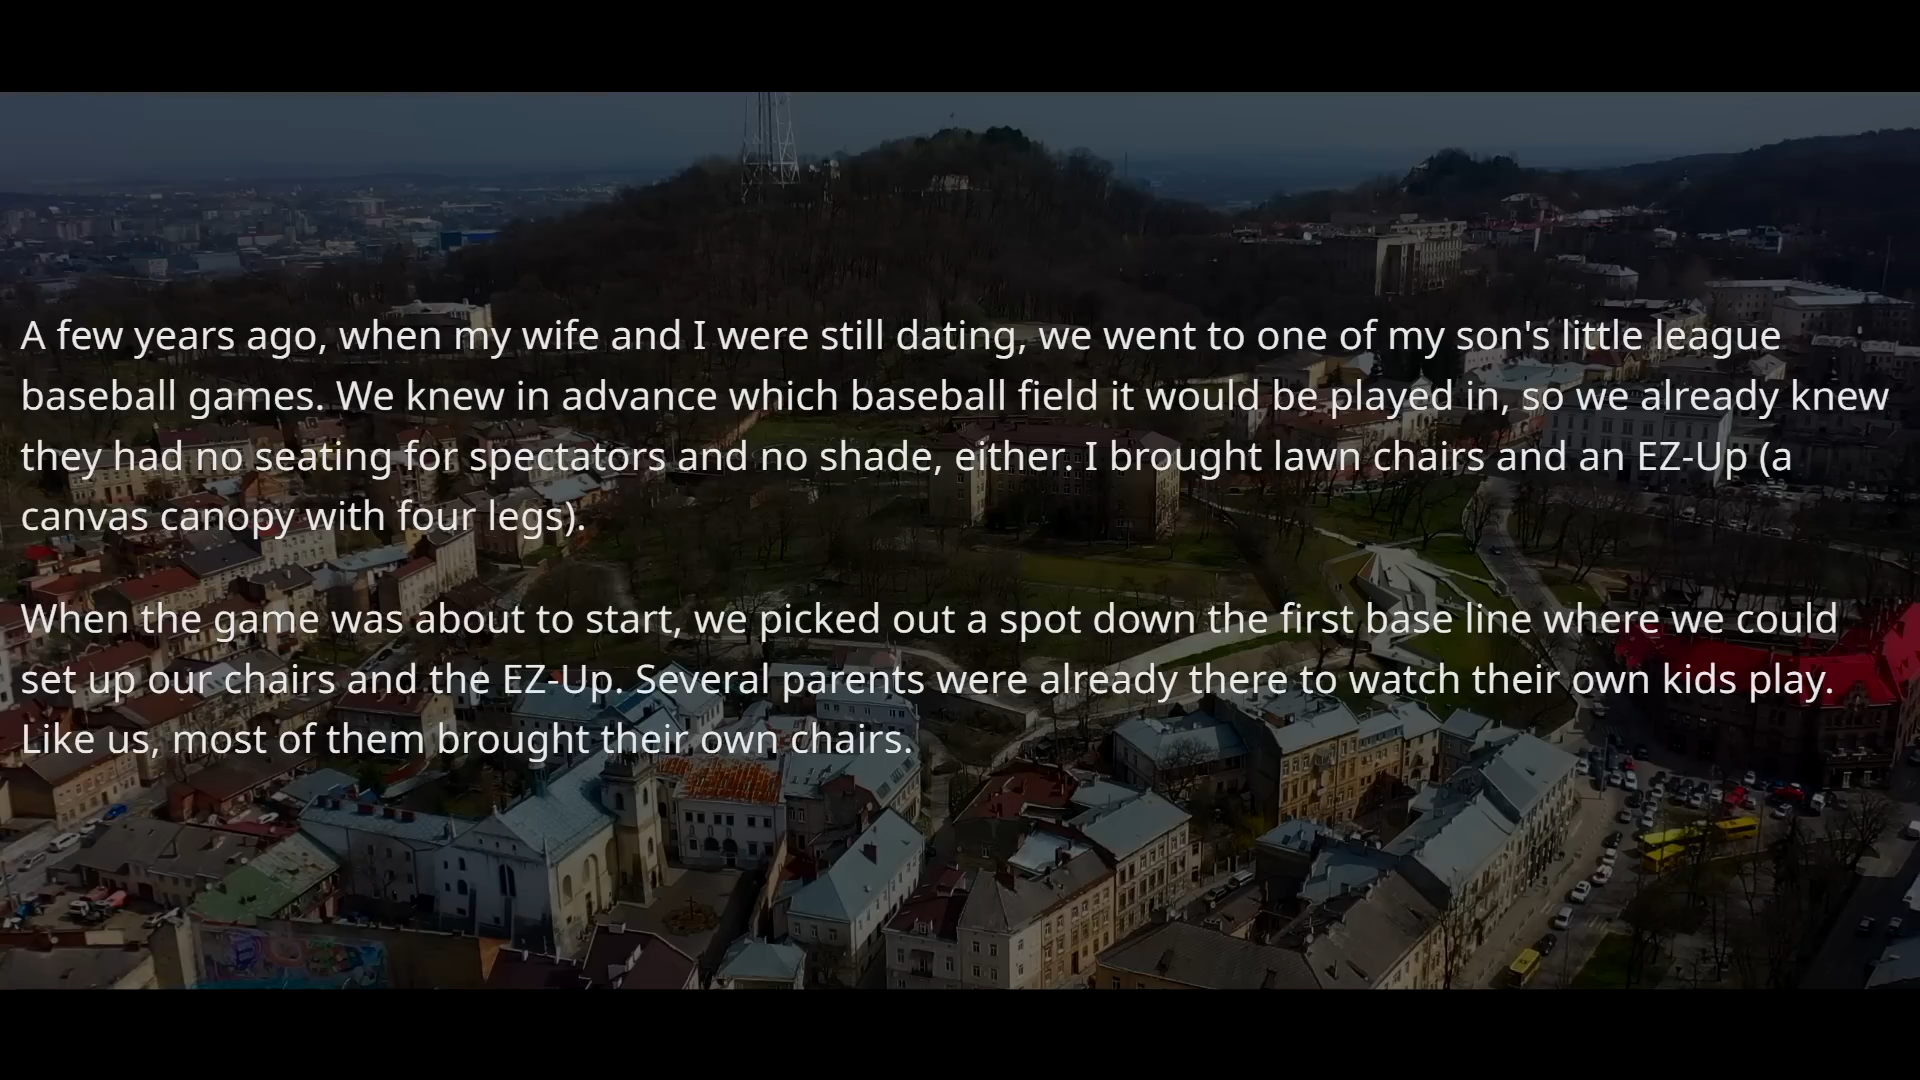 A few years ago, when my wife and I were still dating, we went to one of my son's little league
baseball games. We knew in advance which baseball field it would be played in, so we already knew
they had no seating for spectators and no shade, either. I brought lawn chairs and an EZ-Up (a
canvas canopy with four legs).
When the game was about to start, we picked out a spot down the first base line where we could
set up our chairs and the EZ-Up. Several parents were already there to watch their own kids play.
Like us, most of them brought their own chairs.